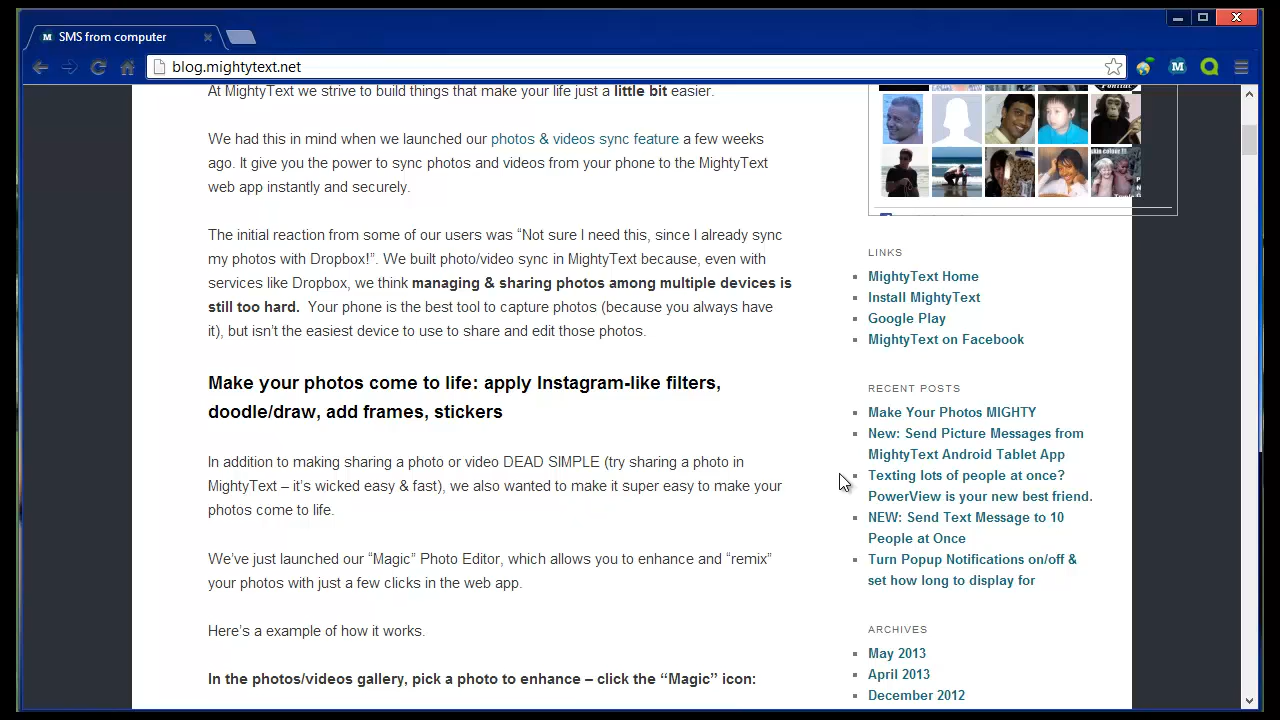 SMS from computer
blog.mightytext.net
At MightyText we strive to build things that make your life just a little bit easier.
We had this in mind when we launched our photos & videos sync feature a few weeks
ago. It give you the power to sync photos and videos from your phone to the MightyText
web app instantly and securely.
The initial reaction from some of our users was “Not sure I need this, since I already sync
my photos with Dropbox!”. We built photo/video sync in MightyText because, even with
services like Dropbox, we think managing & sharing photos among multiple devices is
still too hard. Your phone is the best tool to capture photos (because you always have
it), but isn’t the easiest device to use to share and edit those photos.
Make your photos come to life: apply Instagram-like filters,
doodle/draw, add frames, stickers
In addition to making sharing a photo or video DEAD SIMPLE (try sharing a photo in
MightyText – it’s wicked easy & fast), we also wanted to make it super easy to make your
photos come to life.
We’ve just launched our “Magic” Photo Editor, which allows you to enhance and “remix”
your photos with just a few clicks in the web app.
Here’s a example of how it works.
In the photos/videos gallery, pick a photo to enhance – click the “Magic” icon:
LINKS
MightyText Home
Install MightyText
Google Play
MightyText on Facebook
RECENT POSTS
Make Your Photos MIGHTY
New: Send Picture Messages from
MightyText Android Tablet App
Texting lots of people at once?
PowerView is your new best friend.
NEW: Send Text Message to 10
People at Once
Turn Popup Notifications on/off &
set how long to display for
ARCHIVES
May 2013
April 2013
December 2012